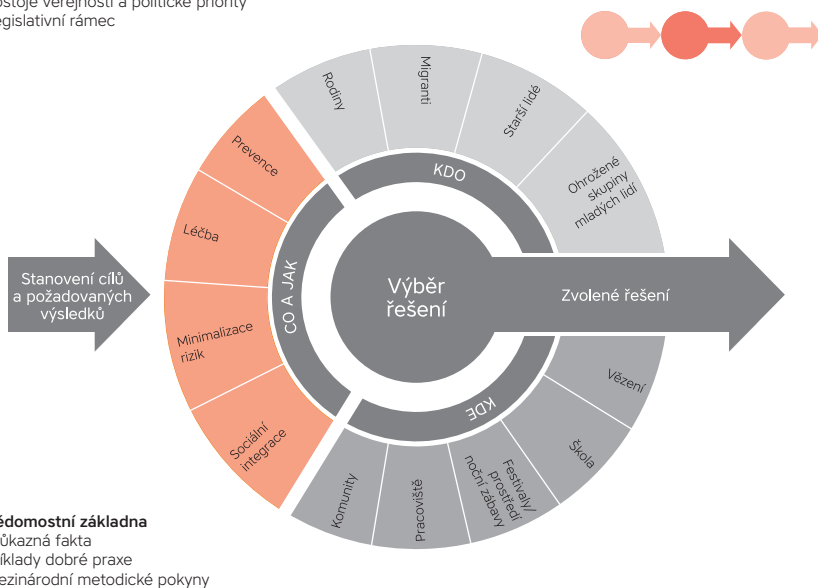 ostoje veřejnosti a politické priority
egislativní rámec
Rodiny
Migranti
Starší lidé
Ohrožené
skupiny
mladých lidí
KDO
Prevence
Léčba
Minimalizace
rizik
Sociální
integrace
CO A JAK
Stanovení cílů
a požadovaných
výsledků
Výběr
řešení
Zvolené řešení
KDE
Vězení
Škola
Festivaly/
prostředí
noční zábavy
Pracoviště
Komunity
ědomostní základna
ůkazná fakta
íklady dobré praxe
ezinárodní metodické pokyny